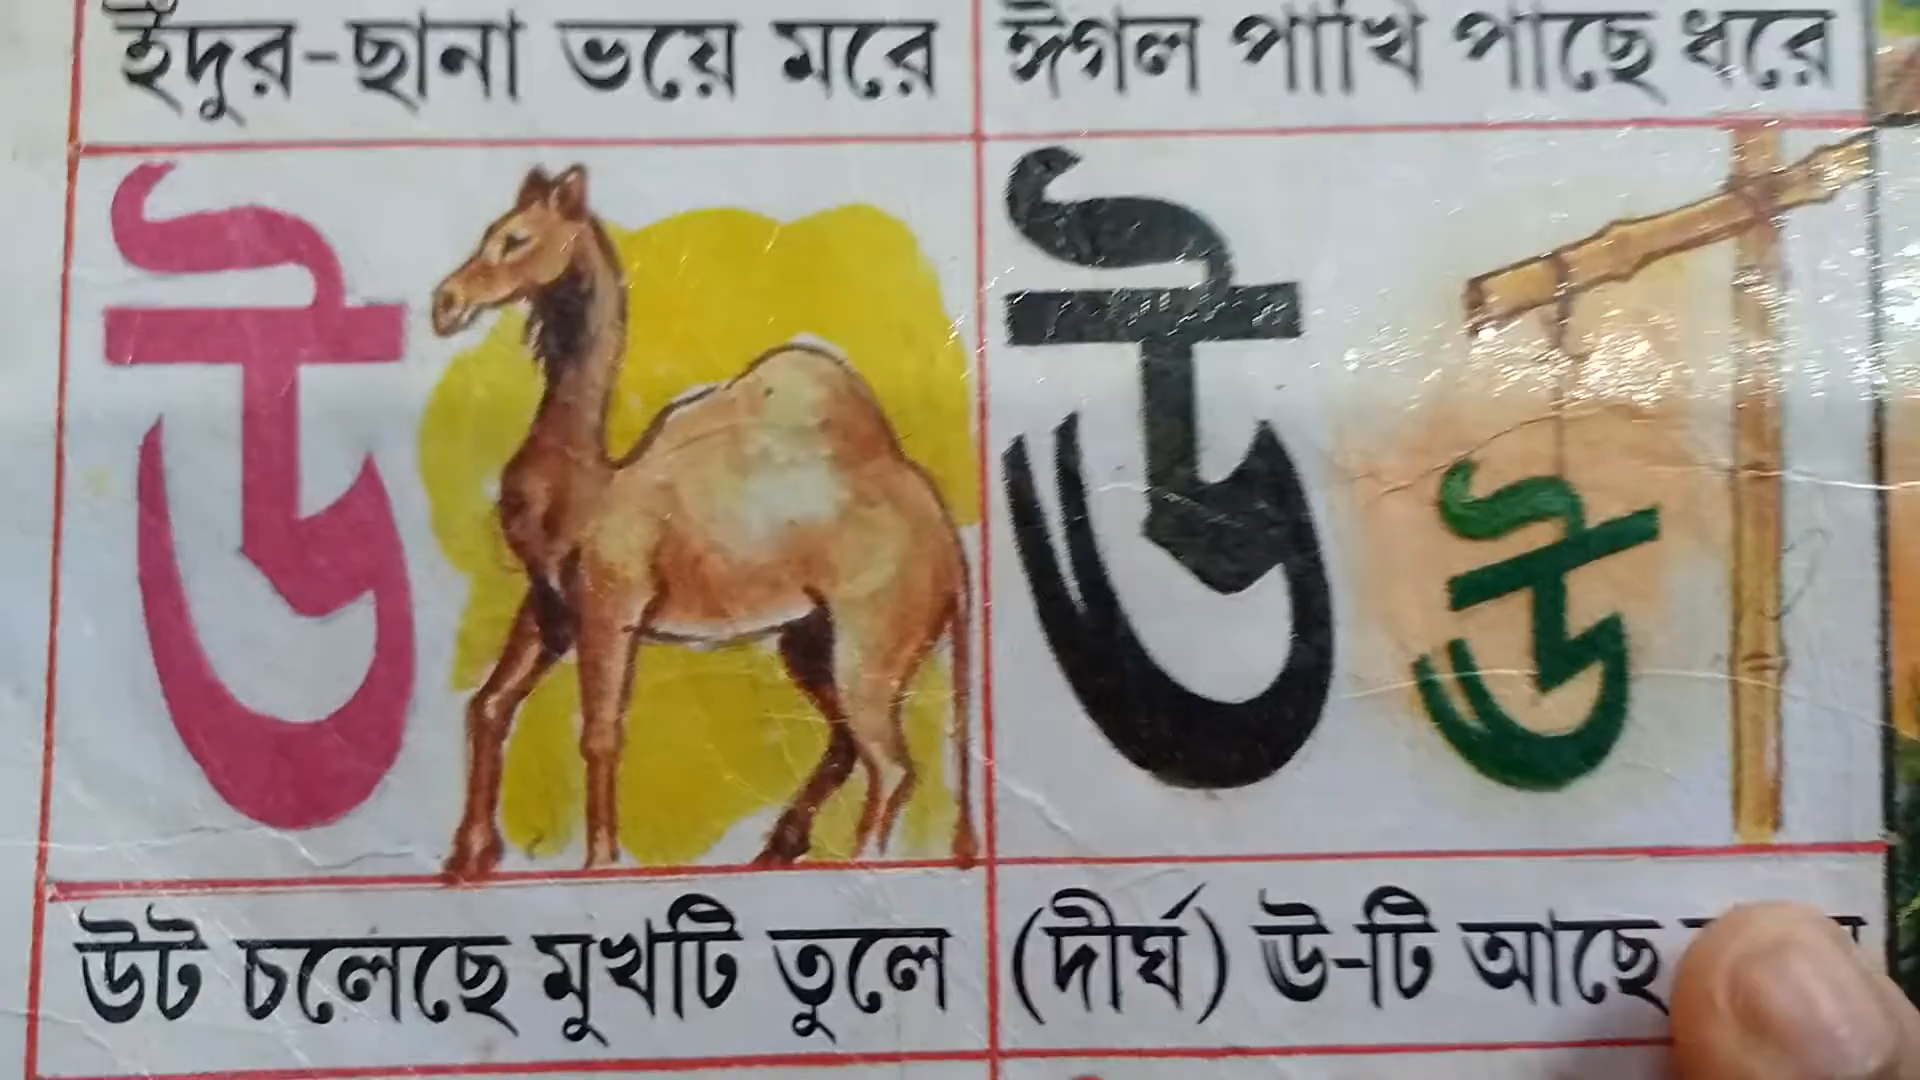 ইঁদুর-ছানা ভয়ে মরে
ঈগল পাখি পাছে ধরে
উ
ঊ
ঊ
উট চলেছে মুখটি তুলে
(দীর্ঘ) ঊ-টি আছে